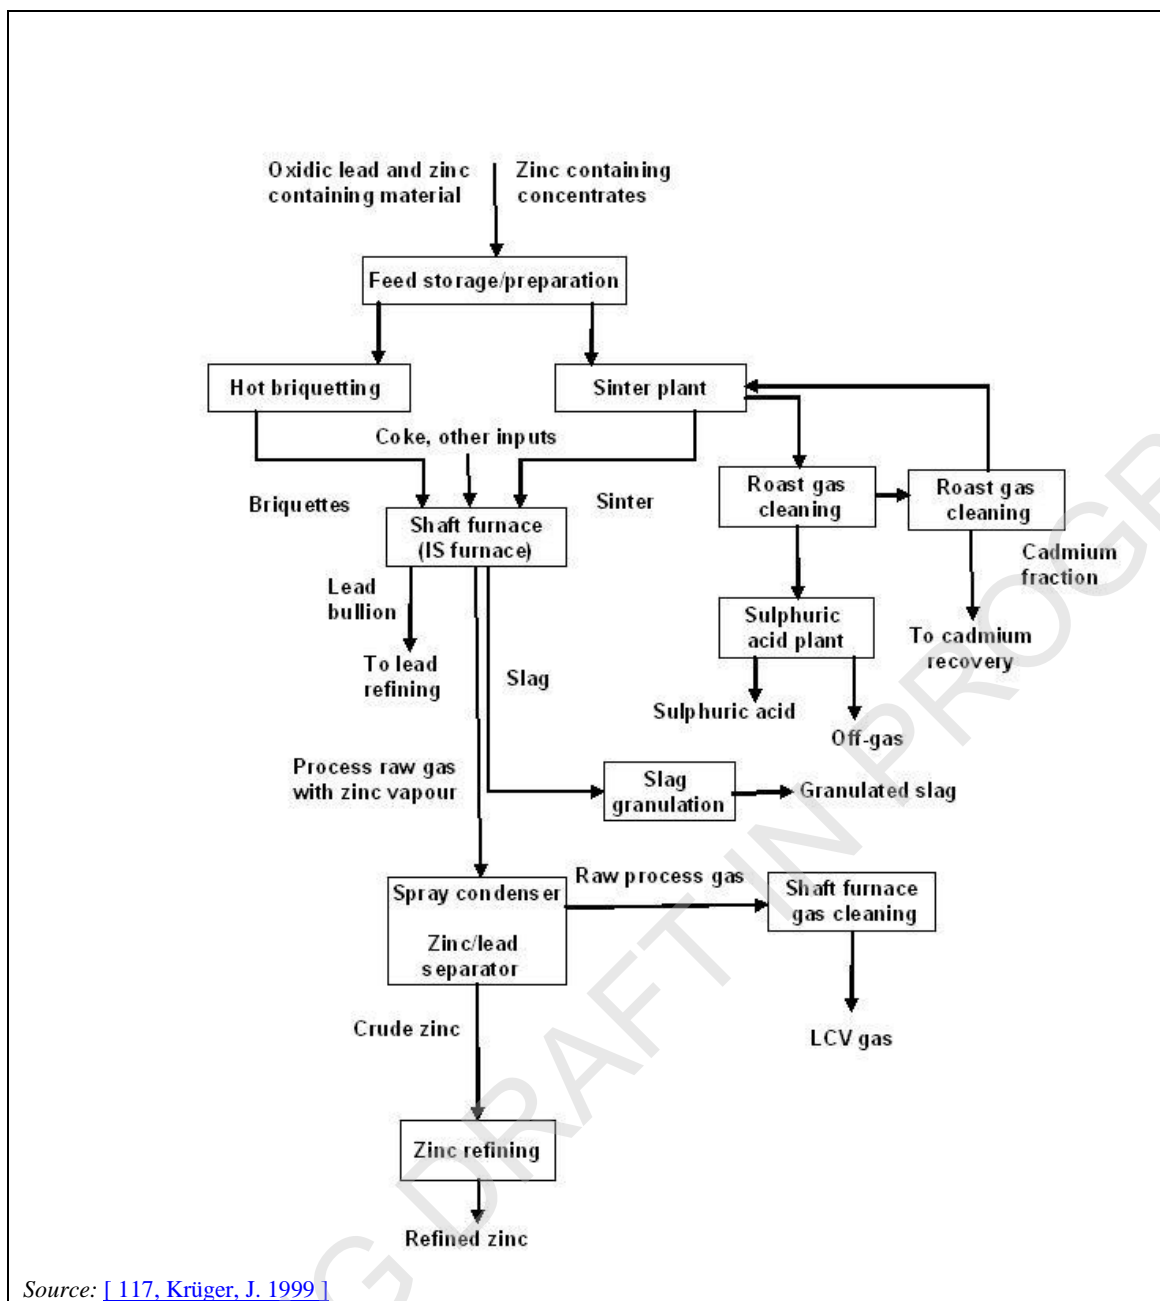 Oxidic lead and zinc
containing material
Zinc containing
concentrates
Feed storage/preparation
Hot briquetting
Sinter plant
Coke, other inputs
Briquettes
Sinter
Roast gas
cleaning
Roast gas
cleaning
Shaft furnace
(IS furnace)
Cadmium
fraction
Lead
bullion
Sulphuric
acid plant
To cadmium
recovery
To lead
refining
Slag
Sulphuric acid
Off-gas
Process raw gas
with zinc vapour
Slag
granulation
Granulated slag
Spray condenser
Zinc/lead
separator
Raw process gas
Shaft furnace
gas cleaning
Crude zinc
LCV gas
Zinc refining
Refined zinc
Source: [ 117, Krüger, J. 1999 ]
G DRAFT IN PROGR